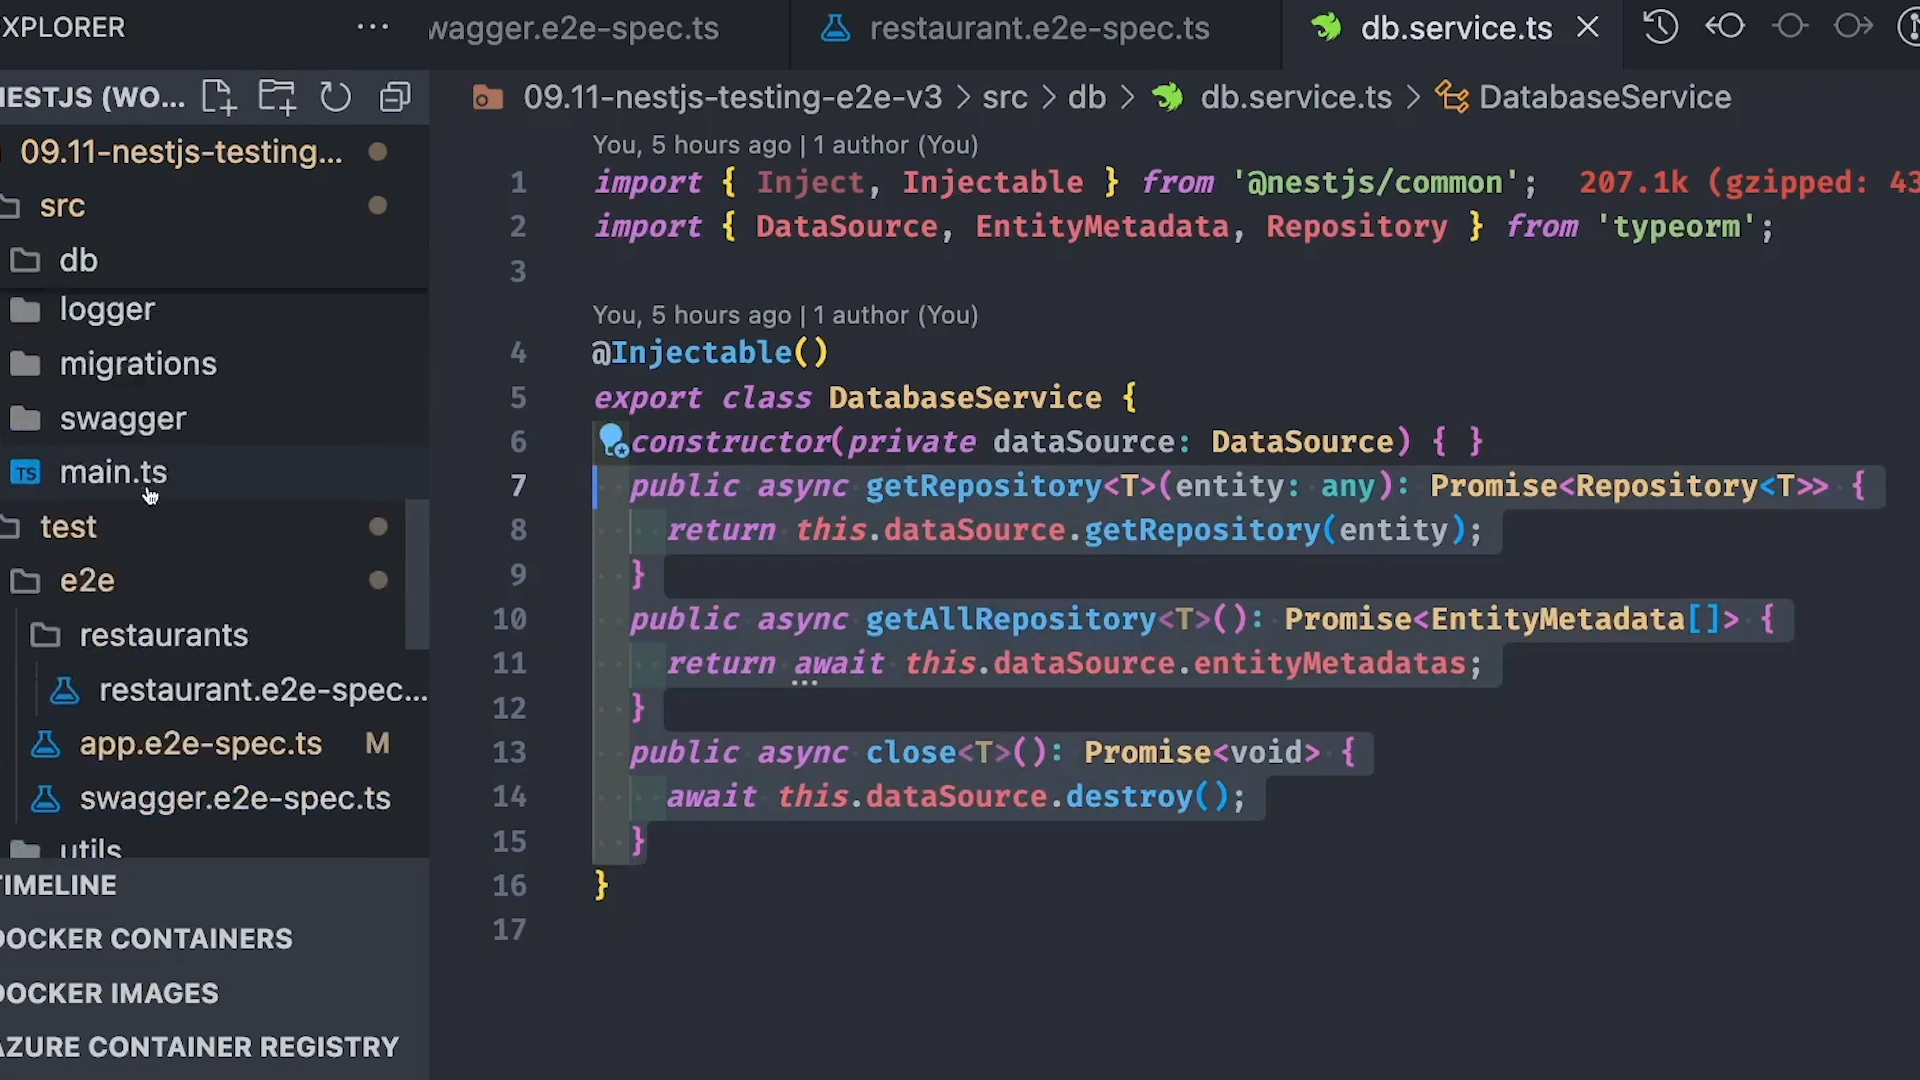 XPLORER
wagger.e2e-spec.ts
restaurant.e2e-spec.ts
db.service.ts
NESTJS (WO...
09.11-nestjs-testing-e2e-v3 > src > db > db.service.ts > DatabaseService
09.11-nestjs-testing...
src
db
logger
migrations
swagger
TS main.ts
test
e2e
restaurants
restaurant.e2e-spec...
app.e2e-spec.ts M
swagger.e2e-spec.ts
utils
TIMELINE
DOCKER CONTAINERS
DOCKER IMAGES
AZURE CONTAINER REGISTRY
You, 5 hours ago | 1 author (You)
1 import { Inject, Injectable } from '@nestjs/common'; 207.1k (gzipped: 43
2 import { DataSource, EntityMetadata, Repository } from 'typeorm';
3
You, 5 hours ago | 1 author (You)
4 @Injectable()
5 export class DatabaseService {
6 constructor(private dataSource: DataSource) { }
7 public async getRepository<T>(entity: any): Promise<Repository<T>> {
8 return this.dataSource.getRepository(entity);
9 }
10 public async getAllRepository<T>(): Promise<EntityMetadata[]> {
11 return await this.dataSource.entityMetadatas;
12 }
13 public async close<T>(): Promise<void> {
14 await this.dataSource.destroy();
15 }
16 }
17